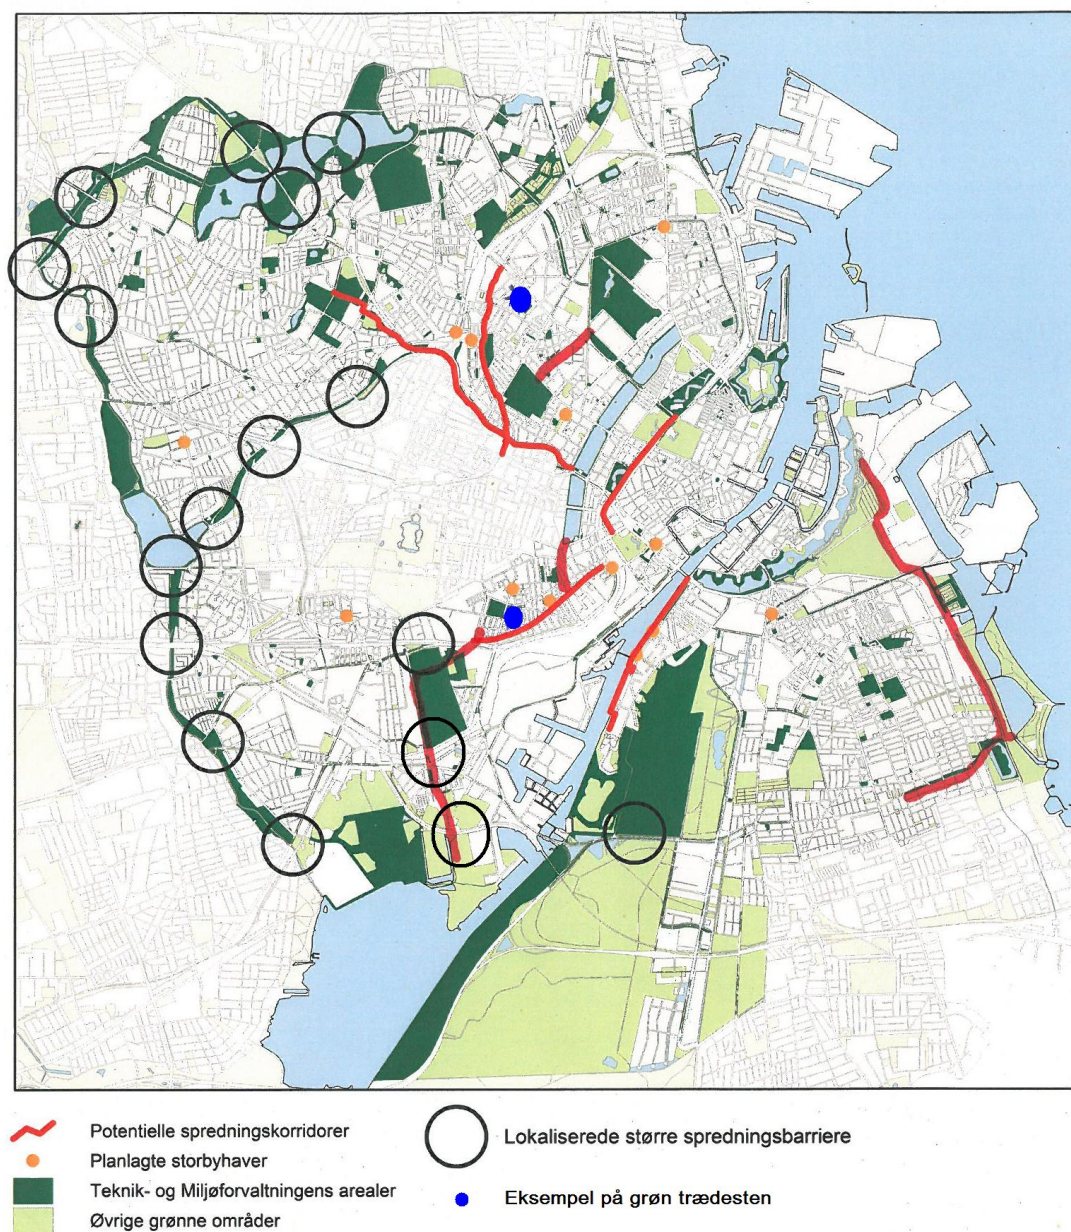 Potentielle spredningskorridorer
Planlagte storbyhaver
Teknik- og Miljøforvaltningens arealer
Øvrige grønne områder
Lokaliserede større spredningsbarriere
Eksempel på grøn trædesten